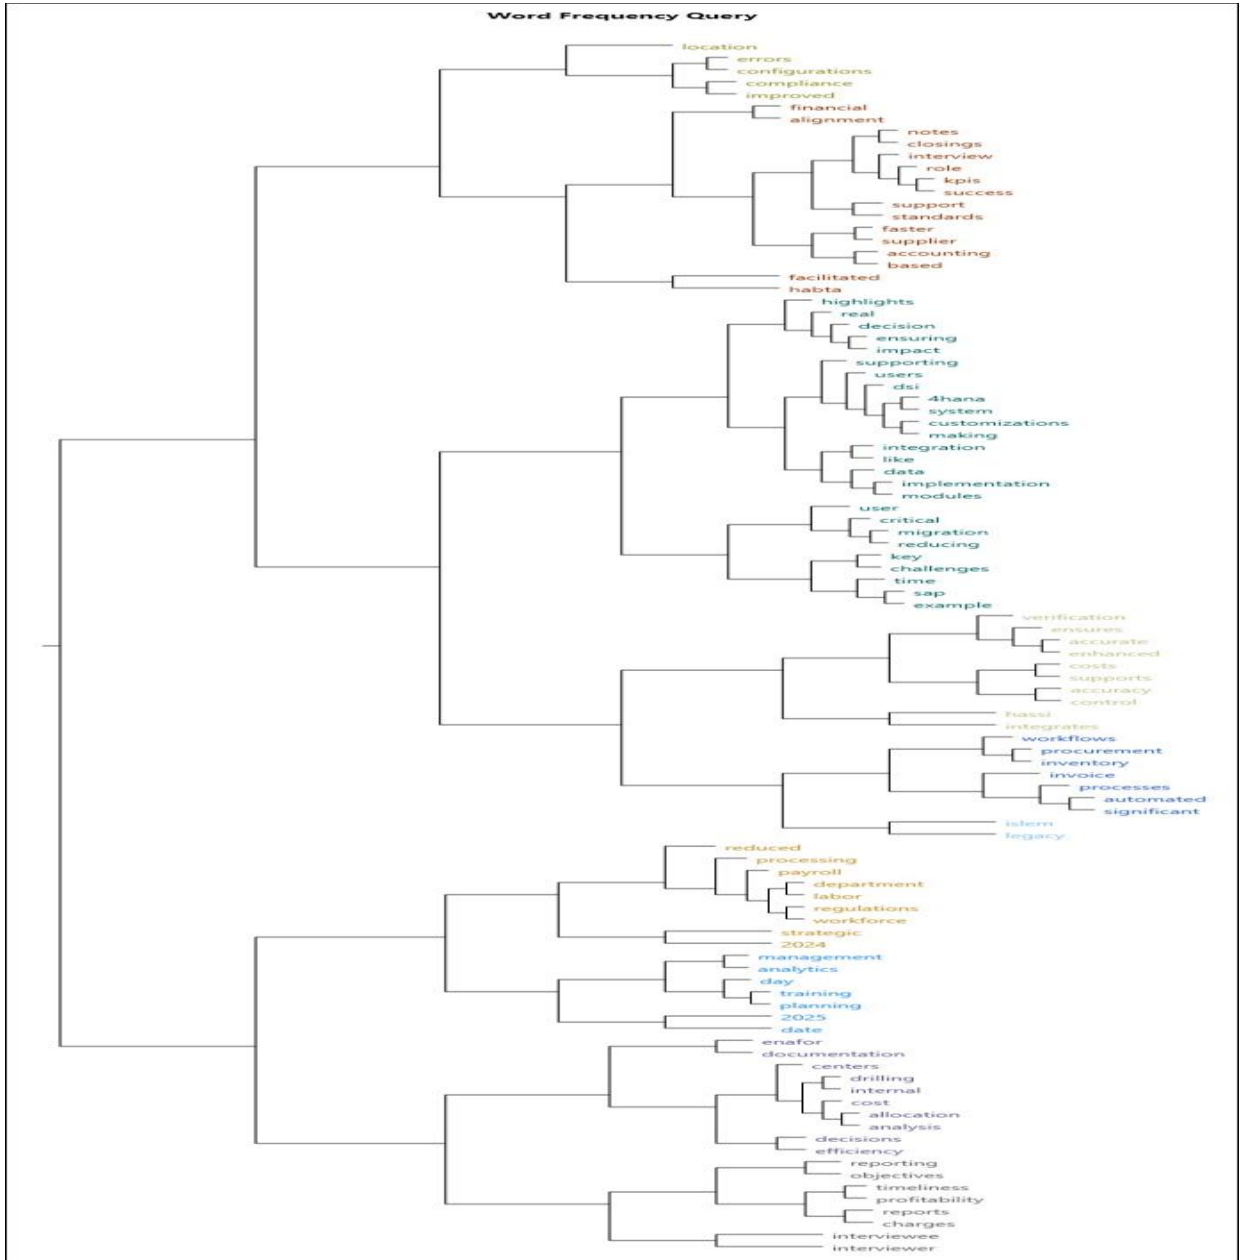 Word Frequency Query
location
errors
configurations
compliance
improved
financial
alignment
notes
closings
interview
role
kpis
success
support
standards
faster
supplier
accounting
based
facilitated
habta
highlights
real
decision
ensuring
impact
supporting
users
dsi
4hana
system
customizations
making
integration
like
data
implementation
modules
user
critical
migration
reducing
key
challenges
time
sap
example
verification
ensures
accurate
enhanced
costs
supports
accuracy
control
hassi
integrates
workflows
procurement
inventory
invoice
processes
automated
significant
islem
legacy
reduced
processing
payroll
department
labor
regulations
workforce
strategic
2024
management
analytics
day
training
planning
2025
date
enafor
documentation
centers
drilling
internal
cost
allocation
analysis
decisions
efficiency
reporting
objectives
timeliness
profitability
reports
charges
interviewee
interviewer